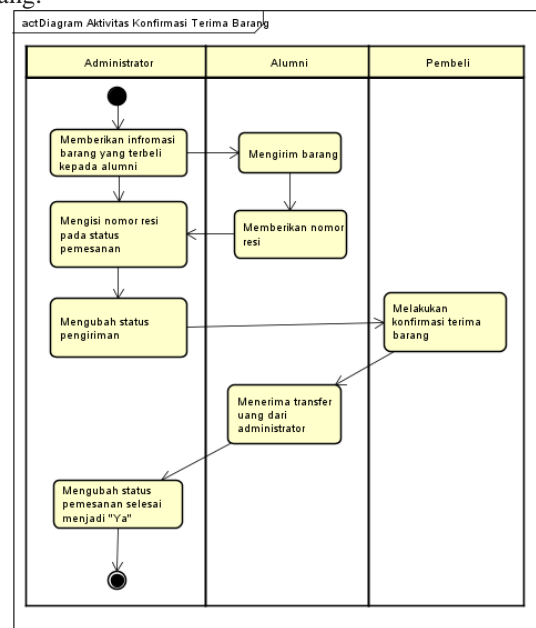 ang.
actDiagram Aktivitas Konfirmasi Terima Barang
Administrator
Alumni
Pembeli
Memberikan infromasi
barang yang terbeli
kepada alumni
Mengirim barang
Mengisi nomor resi
pada status
pemesanan
Memberikan nomor
resi
Mengubah status
pengiriman
Melakukan
konfirmasi terima
barang
Menerima transfer
uang dari
administrator
Mengubah status
pemesanan selesai
menjadi "Ya"